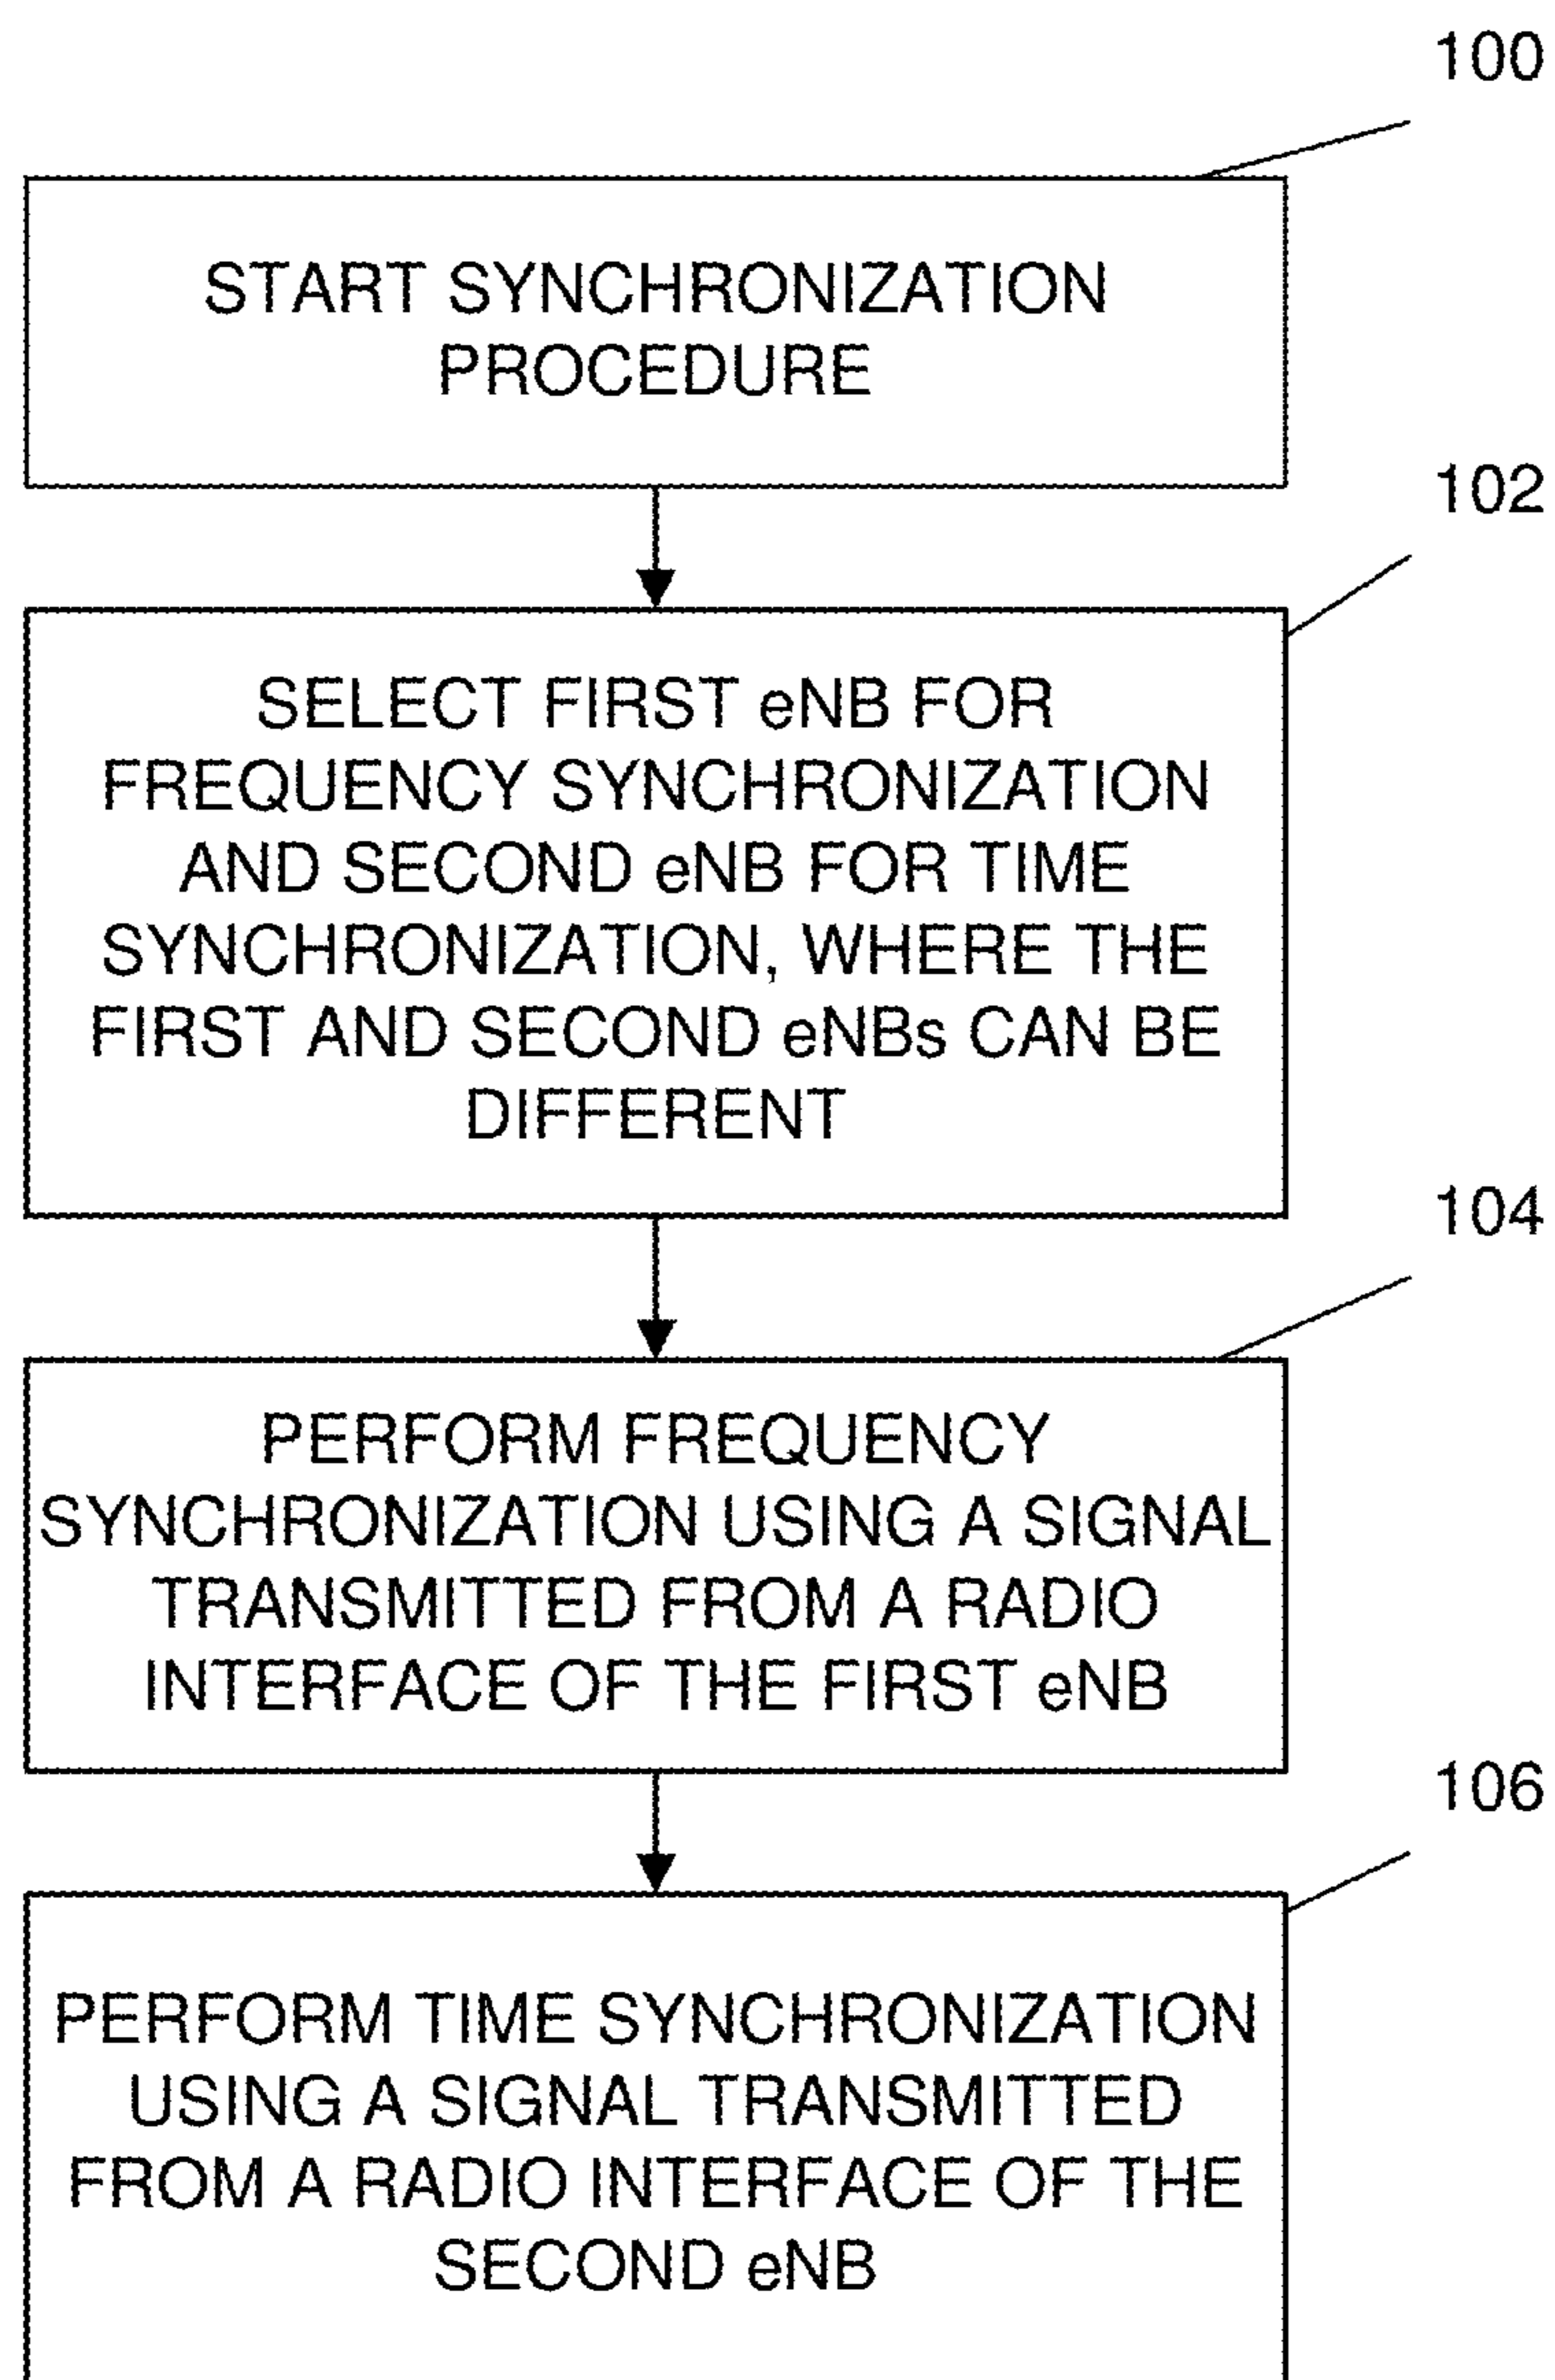 100
START SYNCHRONIZATION
PROCEDURE
102
SELECT FIRST eNB FOR
FREQUENCY SYNCHRONIZATION
AND SECOND eNB FOR TIME
SYNCHRONIZATION, WHERE THE
FIRST AND SECOND eNBs CAN BE
DIFFERENT
104
PERFORM FREQUENCY
SYNCHRONIZATION USING A SIGNAL
TRANSMITTED FROM A RADIO
INTERFACE OF THE FIRST eNB
106
PERFORM TIME SYNCHRONIZATION
USING A SIGNAL TRANSMITTED
FROM A RADIO INTERFACE OF THE
SECOND eNB